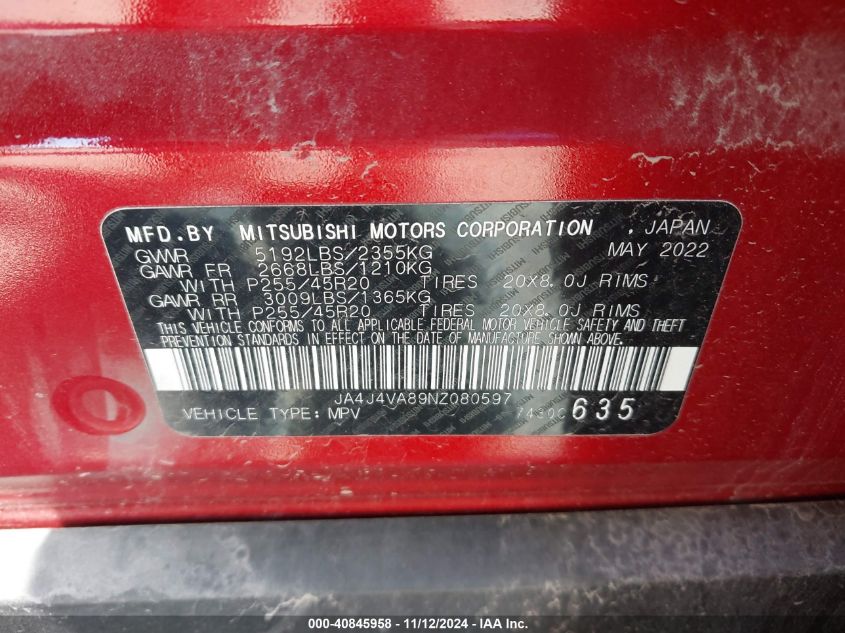 MFD.BY MITSUBISHI MOTORS CORPORATION . JAPAN
GVWR 5192LBS/2355KG MAY 2022
GAWR FR 2668LBS/1210KG
WITH P255/45R20 TIRES 20X8.0J RIMS
GAWR RR 3009LBS/1365KG
WITH P255/45R20 TIRES 20X8.0J RIMS
THIS VEHICLE CONFORMS TO ALL APPLICABLE FEDERAL MOTOR VEHICLE SAFETY AND THEFT
PREVENTION STANDARDS IN EFFECT ON THE DATE OF MANUFACTURE SHOWN ABOVE.
JA4J4VA89NZ080597
VEHICLE TYPE: MPV 635
000-40845958 - 11/12/2024 - © IAA Inc.